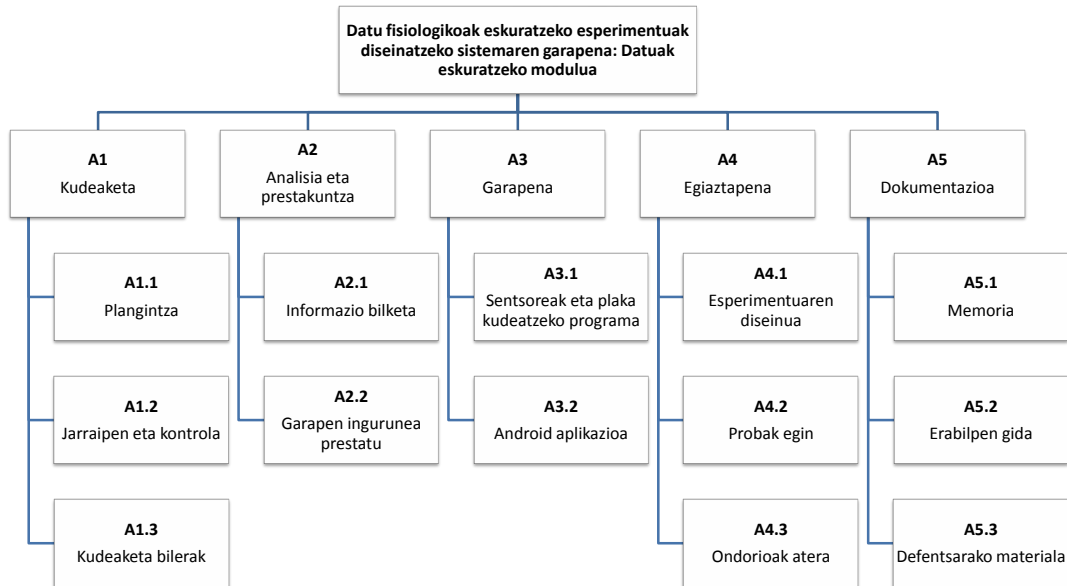 Datu fisiologikoak eskuratzeko esperimentuak
diseinatzeko sistemaren garapena: Datuak
eskuratzeko modulua
A1
Kudeaketa
A2
Analisia eta
prestakuntza
A3
Garapena
A4
Egiaztapena
A5
Dokumentazioa
A1.1
Plangintza
A2.1
Informazio bilketa
A3.1
Sentsoreak eta plaka
kudeatzeko programa
A4.1
Esperimentuaren
diseinua
A5.1
Memoria
A1.2
Jarraipen eta kontrola
A2.2
Garapen ingurunea
prestatu
A3.2
Android aplikazioa
A4.2
Probak egin
A5.2
Erabilpen gida
A1.3
Kudeaketa bilerak
A4.3
Ondorioak atera
A5.3
Defentsarako materiala